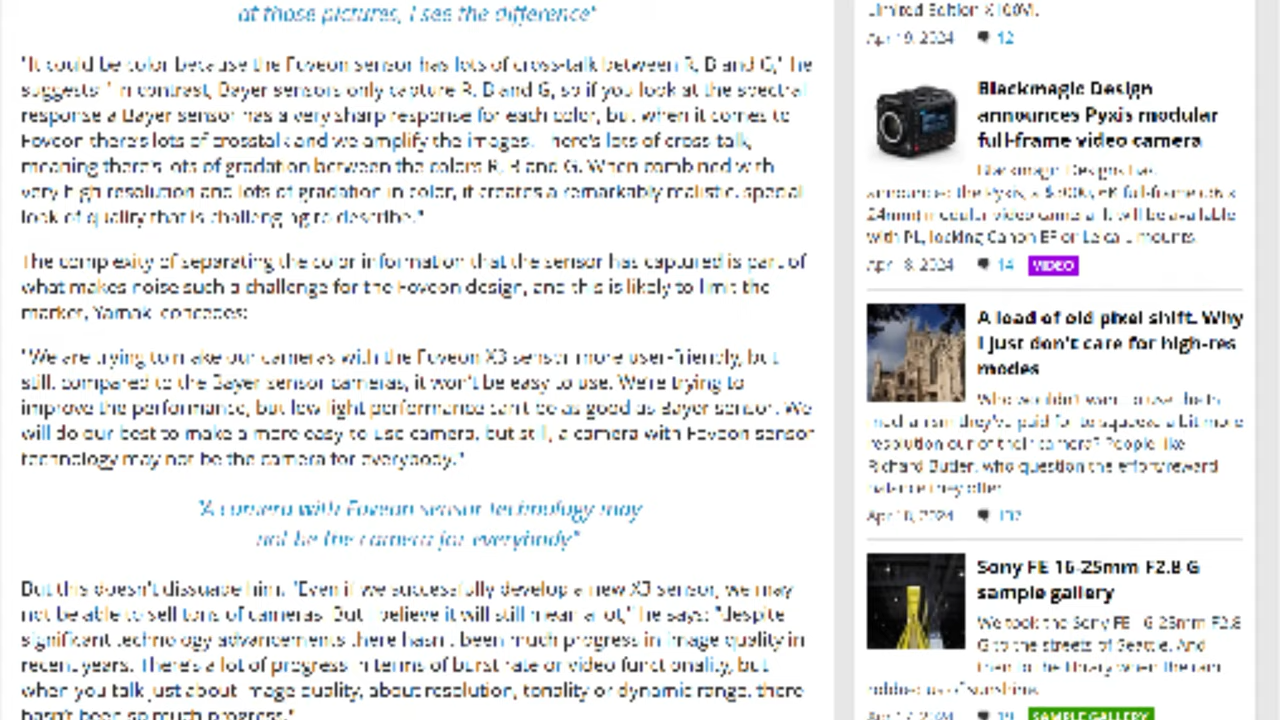 at those pictures, I see the difference"
"It could be color because the Foveon sensor has lots of cross-talk between R, B and G," he
suggests "In contrast, Bayer sensors only capture R, B and G, so if you look at the spectral
response a Bayer sensor has a very sharp response for each color, but when it comes to
Foveon there's lots of crosstalk and we amplify the images. There's lots of cross-talk,
meaning there's lots of gradation between the colors R, B and G. When combined with
very high resolution and lots of gradation in color, it creates a remarkably realistic, special
look of quality that is challenging to describe."
The complexity of separating the color information that the sensor has captured is part of
what makes noise such a challenge for the Foveon design, and this is likely to limit the
market, Yamaki concedes:
"We are trying to make our cameras with the Foveon X3 sensor more user-friendly, but
still, compared to the Bayer sensor cameras, it won't be easy to use. We're trying to
improve the performance, but low-light performance can't be as good as Bayer sensor. We
will do our best to make a more easy-to-use camera, but still, a camera with Foveon sensor
technology may not be the camera for everybody."
"A camera with Foveon sensor technology may
not be the camera for everybody"
But this doesn't dissuade him. "Even if we successfully develop a new X3 sensor, we may
not be able to sell tons of cameras. But I believe it will still mean a lot," he says: "despite
significant technology advancements there hasn't been much progress in image quality in
recent years. There's a lot of progress in terms of burst rate or video functionality, but
when you talk just about image quality, about resolution, tonality or dynamic range, there
hasn't been so much progress."
Limited Edition X100VI.
Apr 19, 2024 12
Blackmagic Design
announces Pyxis modular
full-frame video camera
Blackmagic Designs has
announced the Pyxis, a 6K full-frame (36 x
24mm) modular video camera. It will be available
with PL, locking Canon EF or Leica L mounts.
Apr 18, 2024 14 VIDEO
A load of old pixel shift. Why
I just don't care for high-res
modes
Who wouldn't want to use the
mechanism they've paid for to squeeze a bit more
resolution out of their camera? People like
Richard Butler, who question the effort/reward
balance they offer.
Apr 18, 2024 132
Sony FE 16-25mm F2.8 G
sample gallery
We took the Sony FE 16-25mm F2.8
G to the streets of Seattle. And
then to the library when the rain
robbed us of sunshine.
Apr 17, 2024 19 SAMPLE GALLERY